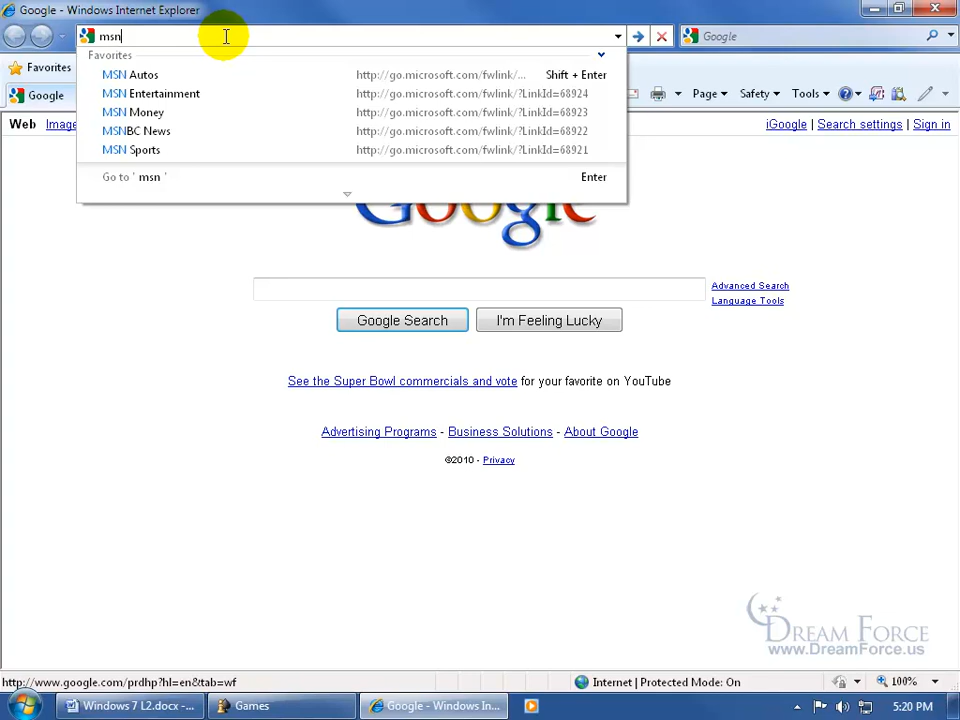 Google - Windows Internet Explorer
msn
Google
Favorites
Favorites
MSN Autos http://go.microsoft.com/fwlink/... Shift + Enter
MSN Entertainment http://go.microsoft.com/fwlink/?LinkId=68924
MSN Money http://go.microsoft.com/fwlink/?LinkId=68923
MSNBC News http://go.microsoft.com/fwlink/?LinkId=68922
MSN Sports http://go.microsoft.com/fwlink/?LinkId=68921
Go to ' msn ' Enter
Google
Page Safety Tools
Web Image
iGoogle | Search settings | Sign in
Google
Advanced Search
Language Tools
Google Search I'm Feeling Lucky
See the Super Bowl commercials and vote for your favorite on YouTube
Advertising Programs - Business Solutions - About Google
©2010 - Privacy
DREAM FORCE
www.DreamForce.us
http://www.google.com/prdhp?hl=en&tab=wf
Internet | Protected Mode: On
100%
Windows 7 L2.docx -...
Games
Google - Windows In...
5:20 PM